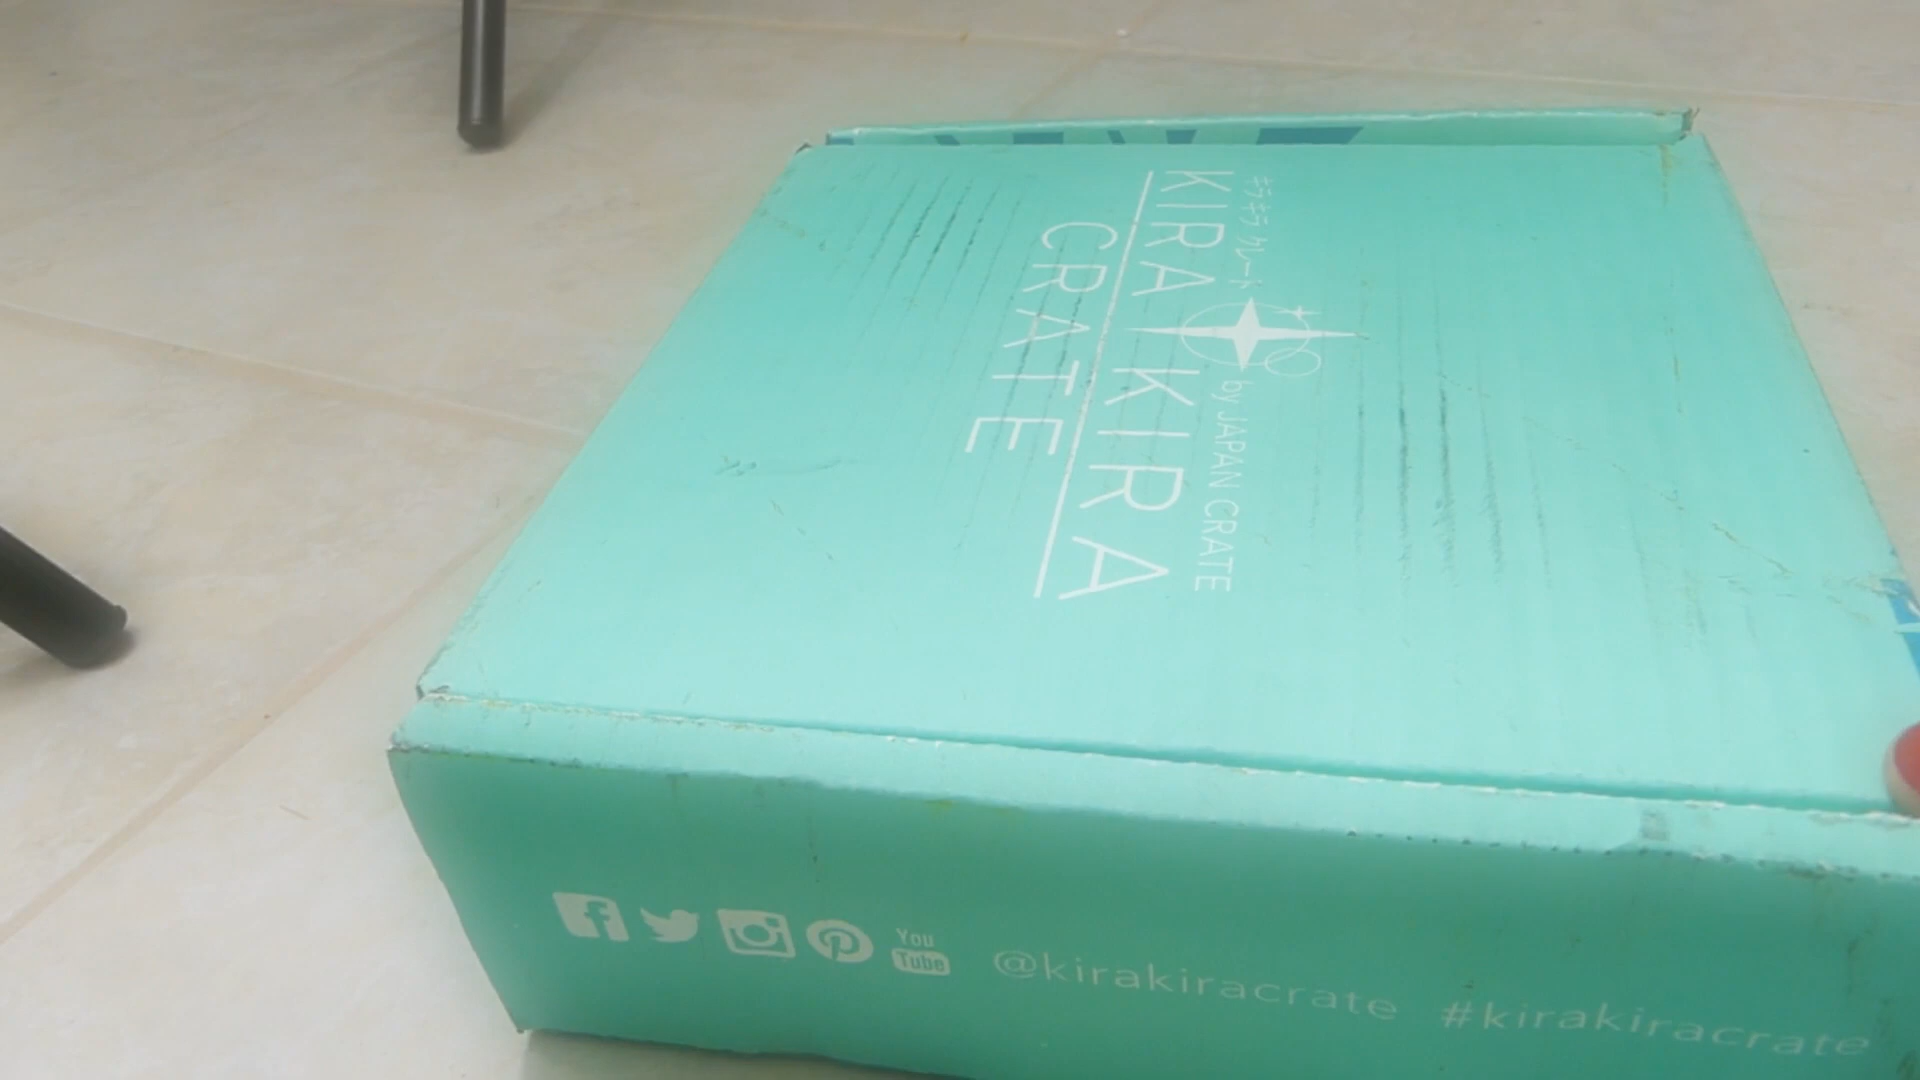 キラキラ クレート by JAPAN CRATE
KIRA KIRA
CRATE
f You Tube @kirakiracrate #kirakiracrate